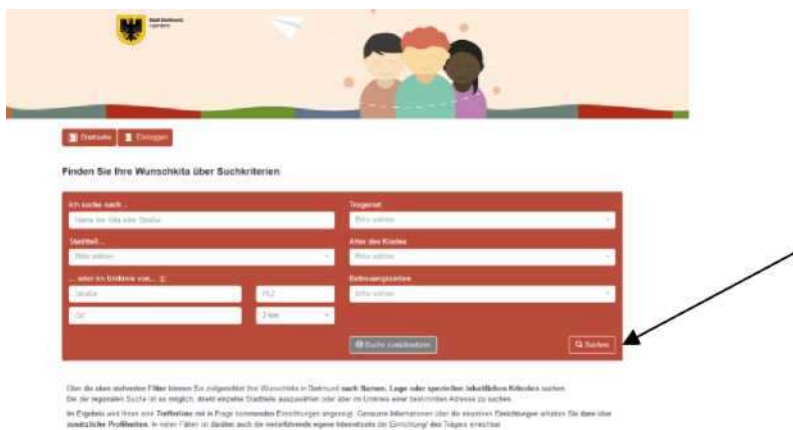 Stadt Dortmund
Jugendamt
Startseite
Einloggen
Finden Sie Ihre Wunschkita über Suchkriterien
Ich suche nach...
Name der Kita oder Straße
Trägerart
Bitte wählen
Stadtteil...
Bitte wählen
Alter des Kindes
Bitte wählen
... oder im Umkreis von...
Straße
PLZ
Betreuungszeiten
Bitte wählen
Ort
2 km
Suche zurücksetzen
Suchen
Über die oben stehenden Filter können Sie zielgerichtet Ihre Wunschkita in Dortmund nach Namen, Lage oder speziellen inhaltlichen Kriterien suchen.
Bei der regionalen Suche ist es möglich, direkt einzelne Stadtteile auszuwählen oder aber im Umkreis einer bestimmten Adresse zu suchen.
Im Ergebnis wird Ihnen eine Trefferliste mit in Frage kommenden Einrichtungen angezeigt. Genauere Informationen über die einzelnen Einrichtungen erhalten Sie dann über
zusätzliche Profilseiten. In vielen Fällen ist darüber auch die weiterführende eigene Internetseite der Einrichtung/ des Trägers erreichbar.